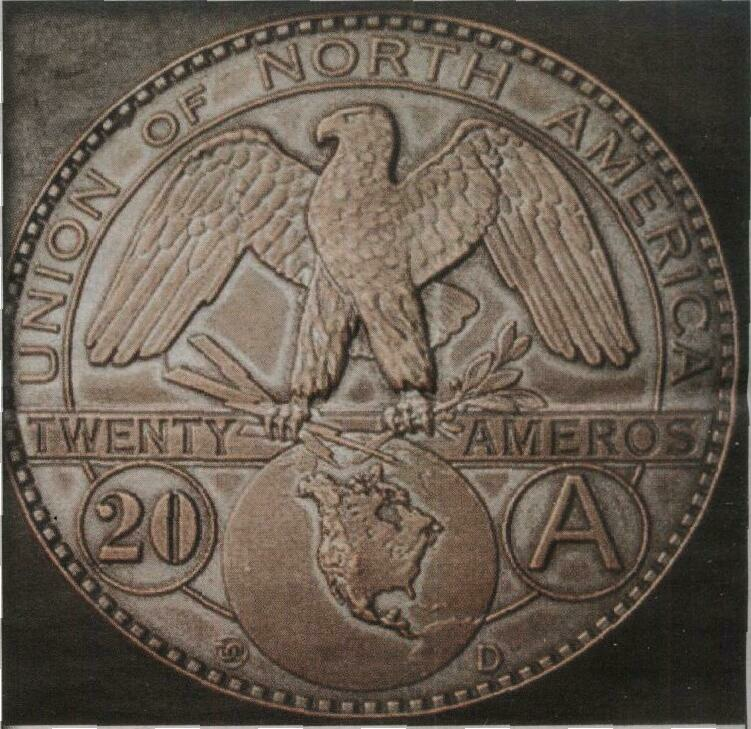 UNION OF NORTH AMERICA
TWENTY AMEROS
20 A
D